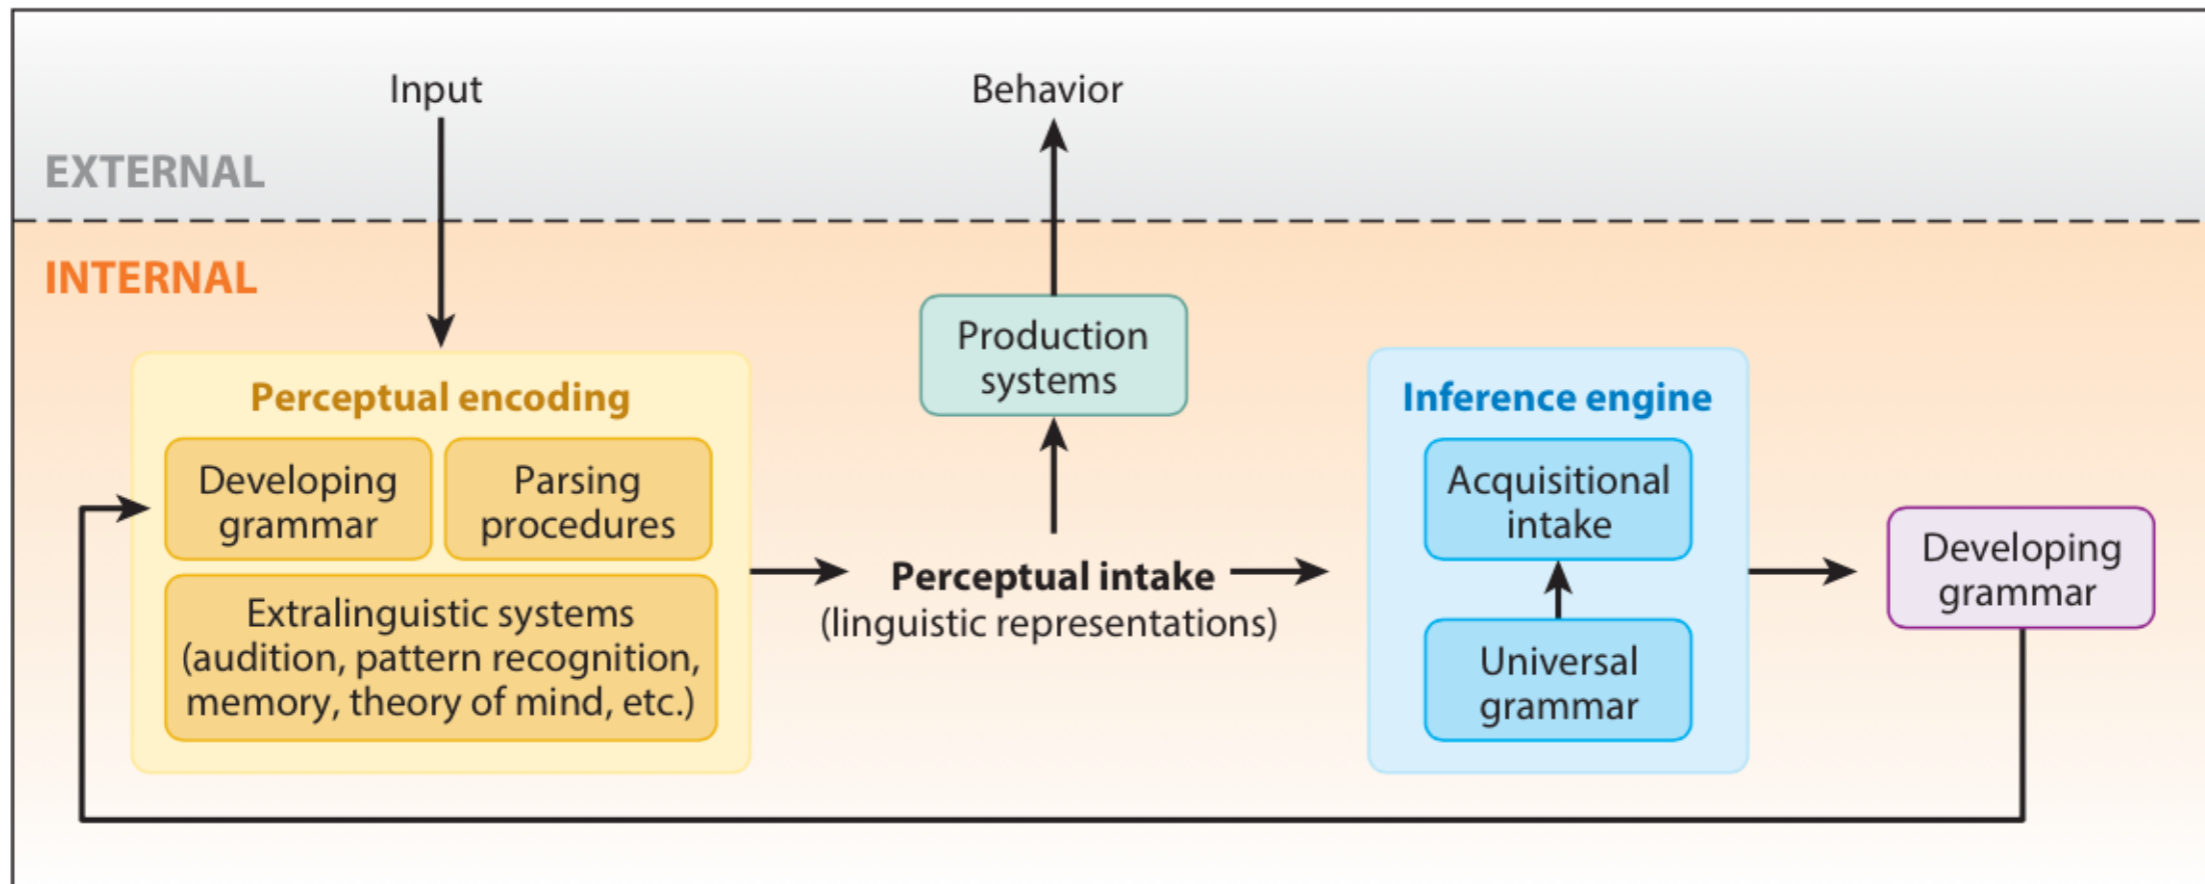 Input
Behavior
EXTERNAL
INTERNAL
Perceptual encoding
Developing
grammar
Parsing
procedures
Extralinguistic systems
(audition, pattern recognition,
memory, theory of mind, etc.)
Production
systems
Perceptual intake
(linguistic representations)
Inference engine
Acquisitional
intake
Universal
grammar
Developing
grammar